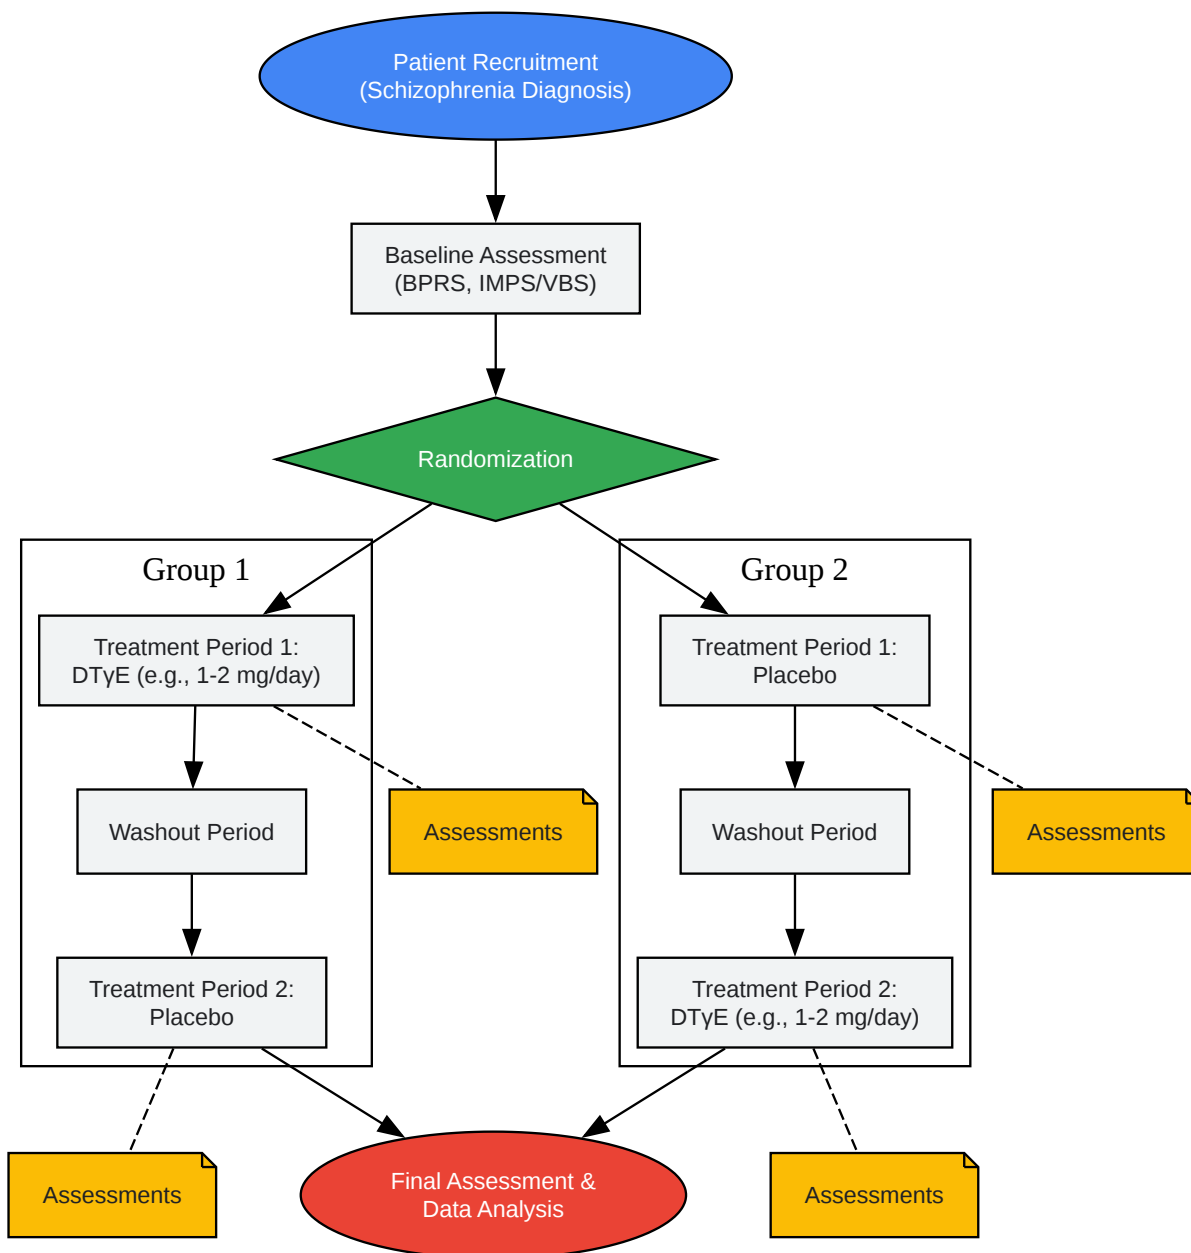 Patient Recruitment
(Schizophrenia Diagnosis)
Baseline Assessment
(BPRS, IMPS/VBS)
Randomization
Group 1
Treatment Period 1:
DTγE (e.g., 1-2 mg/day)
Washout Period
Assessments
Treatment Period 2:
Placebo
Assessments
Group 2
Treatment Period 1:
Placebo
Washout Period
Assessments
Treatment Period 2:
DTγE (e.g., 1-2 mg/day)
Assessments
Final Assessment &
Data Analysis